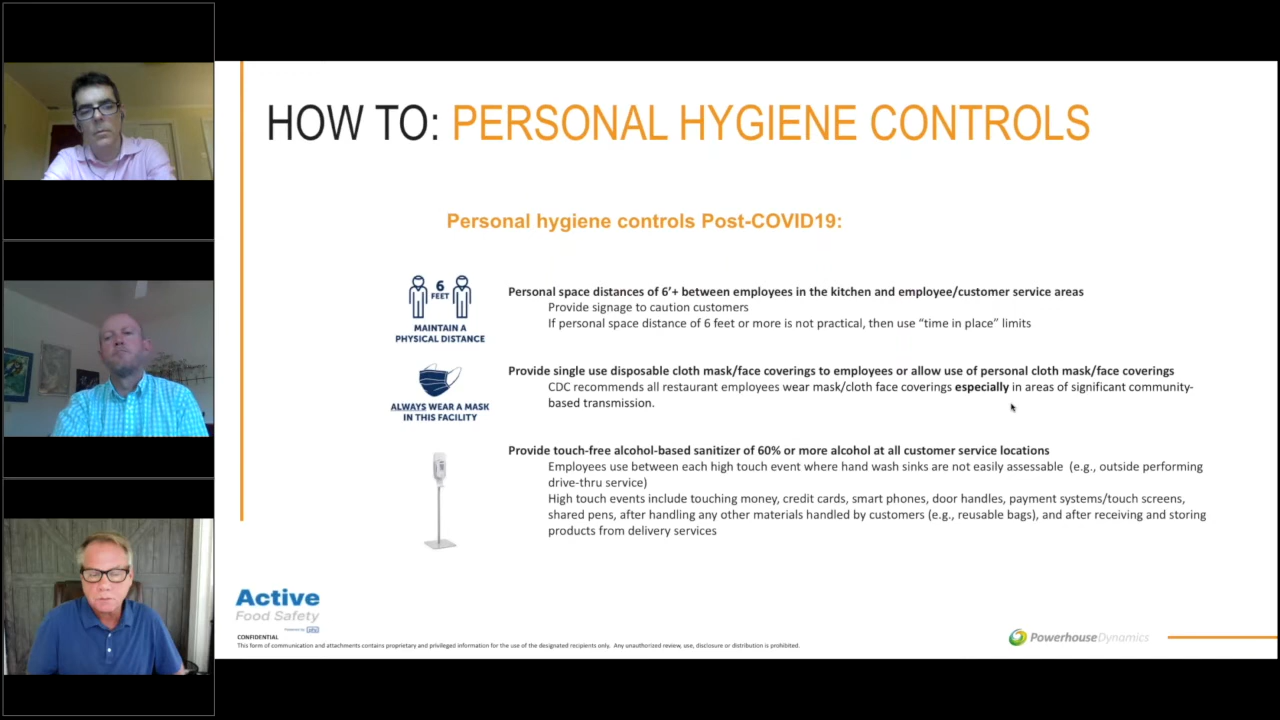 HOW TO: PERSONAL HYGIENE CONTROLS
Personal hygiene controls Post-COVID19:
6
FEET
MAINTAIN A
PHYSICAL DISTANCE
Personal space distances of 6’+ between employees in the kitchen and employee/customer service areas
Provide signage to caution customers
If personal space distance of 6 feet or more is not practical, then use “time in place” limits
ALWAYS WEAR A MASK
IN THIS FACILITY
Provide single use disposable cloth mask/face coverings to employees or allow use of personal cloth mask/face coverings
CDC recommends all restaurant employees wear mask/cloth face coverings especially in areas of significant community-
based transmission.
Provide touch-free alcohol-based sanitizer of 60% or more alcohol at all customer service locations
Employees use between each high touch event where hand wash sinks are not easily assessable (e.g., outside performing
drive-thru service)
High touch events include touching money, credit cards, smart phones, door handles, payment systems/touch screens,
shared pens, after handling any other materials handled by customers (e.g., reusable bags), and after receiving and storing
products from delivery services
Active
Food Safety
Powered by
CONFIDENTIAL
This form of communication and attachments contains proprietary and privileged information for the use of the designated recipients only. Any unauthorized review, use, disclosure or distribution is prohibited.
PowerhouseDynamics